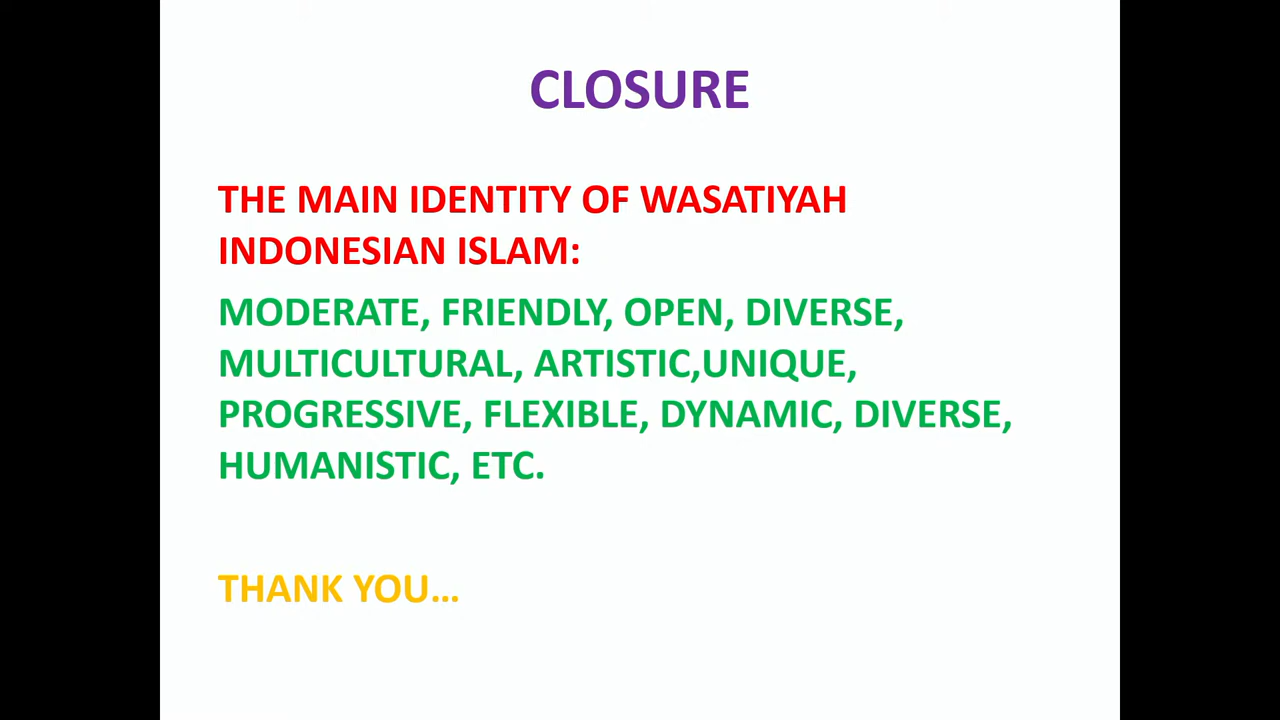 CLOSURE
THE MAIN IDENTITY OF WASATIYAH
INDONESIAN ISLAM:
MODERATE, FRIENDLY, OPEN, DIVERSE,
MULTICULTURAL, ARTISTIC,UNIQUE,
PROGRESSIVE, FLEXIBLE, DYNAMIC, DIVERSE,
HUMANISTIC, ETC.
THANK YOU…